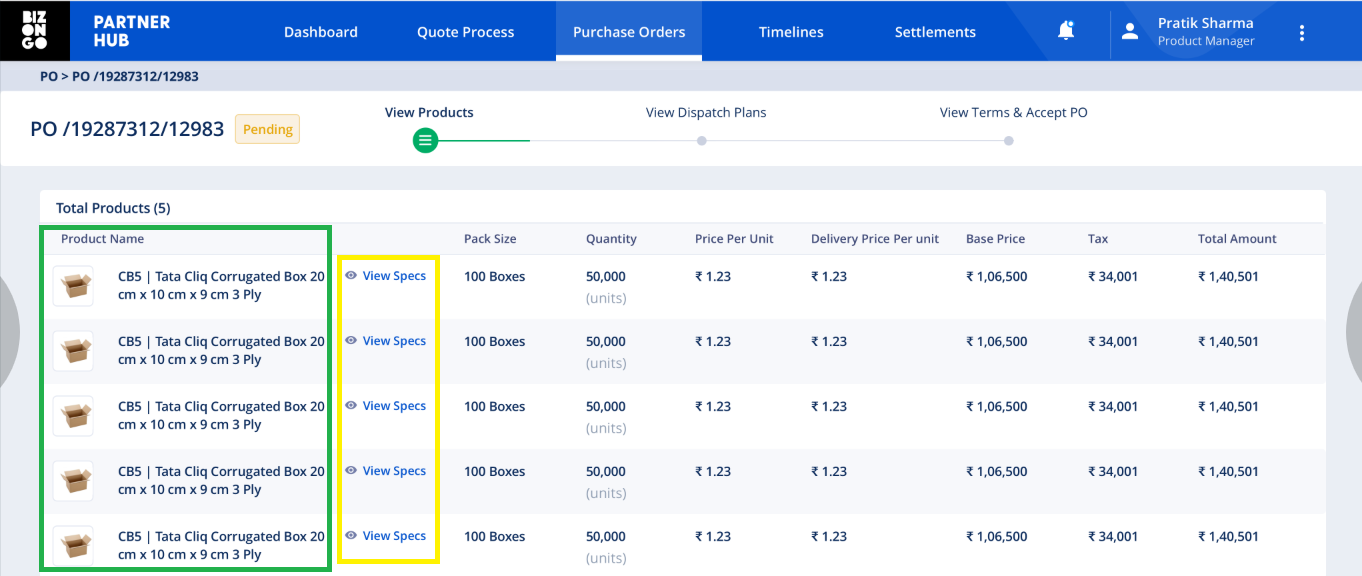 BIZ
ON
GO
PARTNER
HUB
Dashboard
Quote Process
Purchase Orders
Timelines
Settlements
Pratik Sharma
Product Manager
PO > PO /19287312/12983
PO /19287312/12983
Pending
View Products
View Dispatch Plans
View Terms & Accept PO
Total Products (5)
Product Name Pack Size Quantity Price Per Unit Delivery Price Per unit Base Price Tax Total Amount
CB5 | Tata Cliq Corrugated Box 20 View Specs 100 Boxes 50,000 ₹ 1.23 ₹ 1.23 ₹ 1,06,500 ₹ 34,001 ₹ 1,40,501
cm x 10 cm x 9 cm 3 Ply (units)
CB5 | Tata Cliq Corrugated Box 20 View Specs 100 Boxes 50,000 ₹ 1.23 ₹ 1.23 ₹ 1,06,500 ₹ 34,001 ₹ 1,40,501
cm x 10 cm x 9 cm 3 Ply (units)
CB5 | Tata Cliq Corrugated Box 20 View Specs 100 Boxes 50,000 ₹ 1.23 ₹ 1.23 ₹ 1,06,500 ₹ 34,001 ₹ 1,40,501
cm x 10 cm x 9 cm 3 Ply (units)
CB5 | Tata Cliq Corrugated Box 20 View Specs 100 Boxes 50,000 ₹ 1.23 ₹ 1.23 ₹ 1,06,500 ₹ 34,001 ₹ 1,40,501
cm x 10 cm x 9 cm 3 Ply (units)
CB5 | Tata Cliq Corrugated Box 20 View Specs 100 Boxes 50,000 ₹ 1.23 ₹ 1.23 ₹ 1,06,500 ₹ 34,001 ₹ 1,40,501
cm x 10 cm x 9 cm 3 Ply (units)